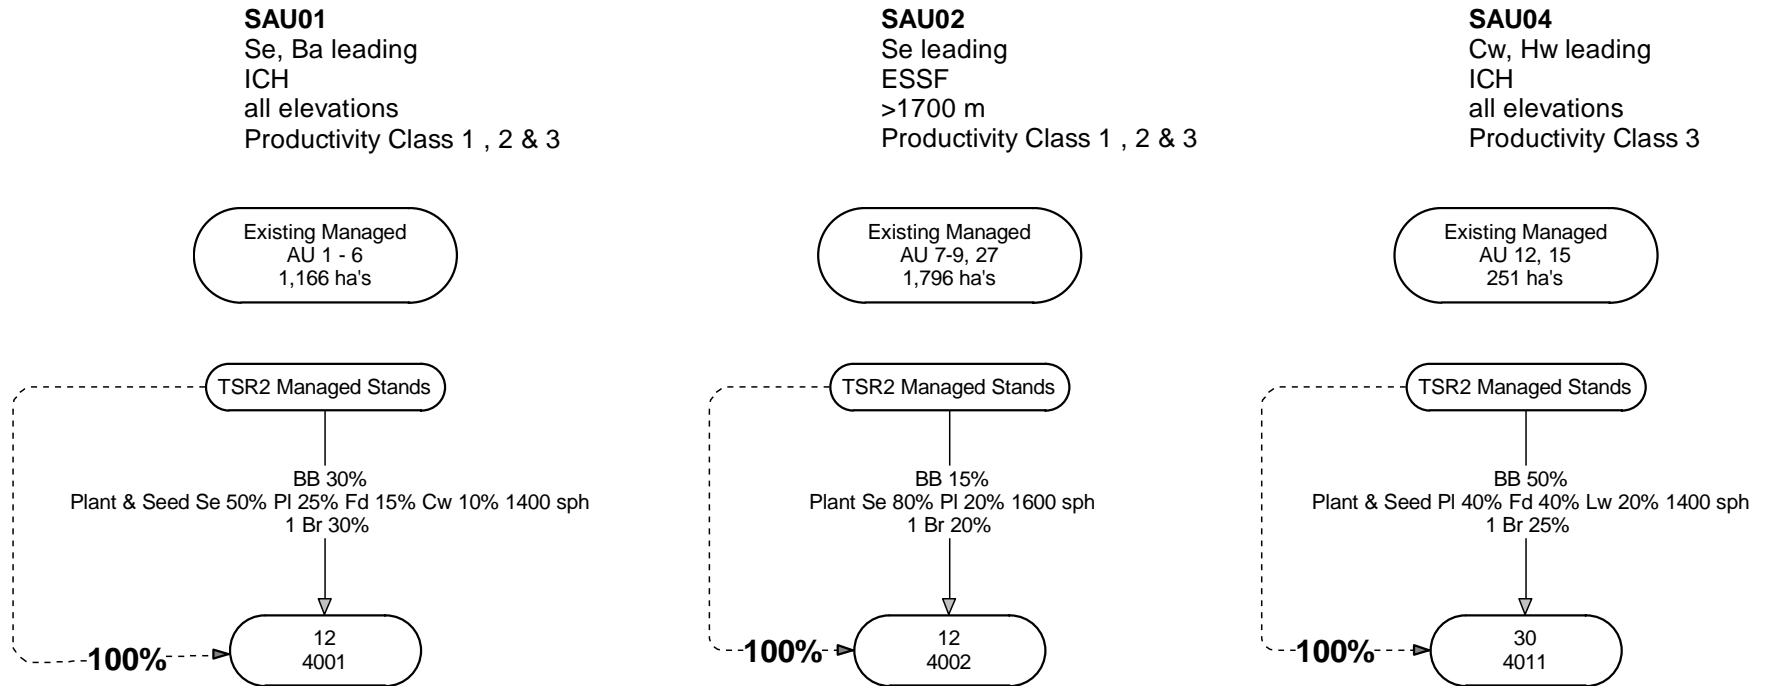 SAU01
Se, Ba leading
ICH
all elevations
Productivity Class 1 , 2 & 3
Existing Managed
AU 1 - 6
1,166 ha's
TSR2 Managed Stands
BB 30%
Plant & Seed Se 50% Pl 25% Fd 15% Cw 10% 1400 sph
1 Br 30%
100%
12
4001
SAU02
Se leading
ESSF
>1700 m
Productivity Class 1 , 2 & 3
Existing Managed
AU 7-9, 27
1,796 ha's
TSR2 Managed Stands
BB 15%
Plant Se 80% Pl 20% 1600 sph
1 Br 20%
100%
12
4002
SAU04
Cw, Hw leading
ICH
all elevations
Productivity Class 3
Existing Managed
AU 12, 15
251 ha's
TSR2 Managed Stands
BB 50%
Plant & Seed Pl 40% Fd 40% Lw 20% 1400 sph
1 Br 25%
100%
30
4011